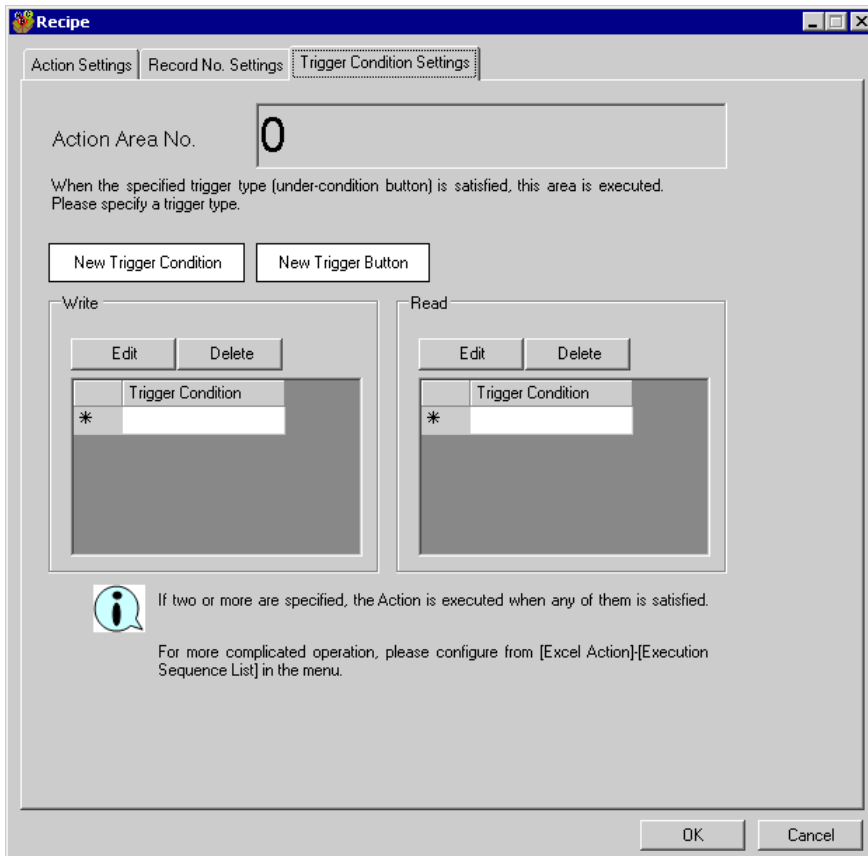 Recipe
Action Settings Record No. Settings Trigger Condition Settings
Action Area No. 0
When the specified trigger type (under-condition button) is satisfied, this area is executed.
Please specify a trigger type.
New Trigger Condition New Trigger Button
Write Read
Edit Delete Edit Delete
Trigger Condition Trigger Condition
* *
If two or more are specified, the Action is executed when any of them is satisfied.
For more complicated operation, please configure from [Excel Action]-[Execution
Sequence List] in the menu.
OK Cancel